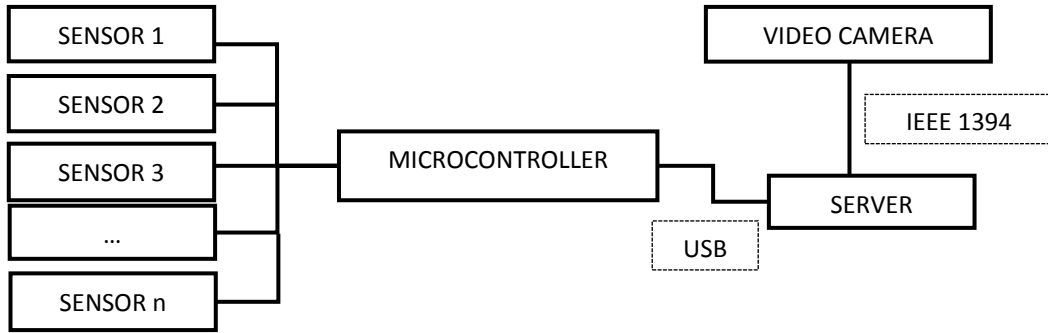 SENSOR 1
SENSOR 2
SENSOR 3
...
SENSOR n
MICROCONTROLLER
USB
VIDEO CAMERA
IEEE 1394
SERVER